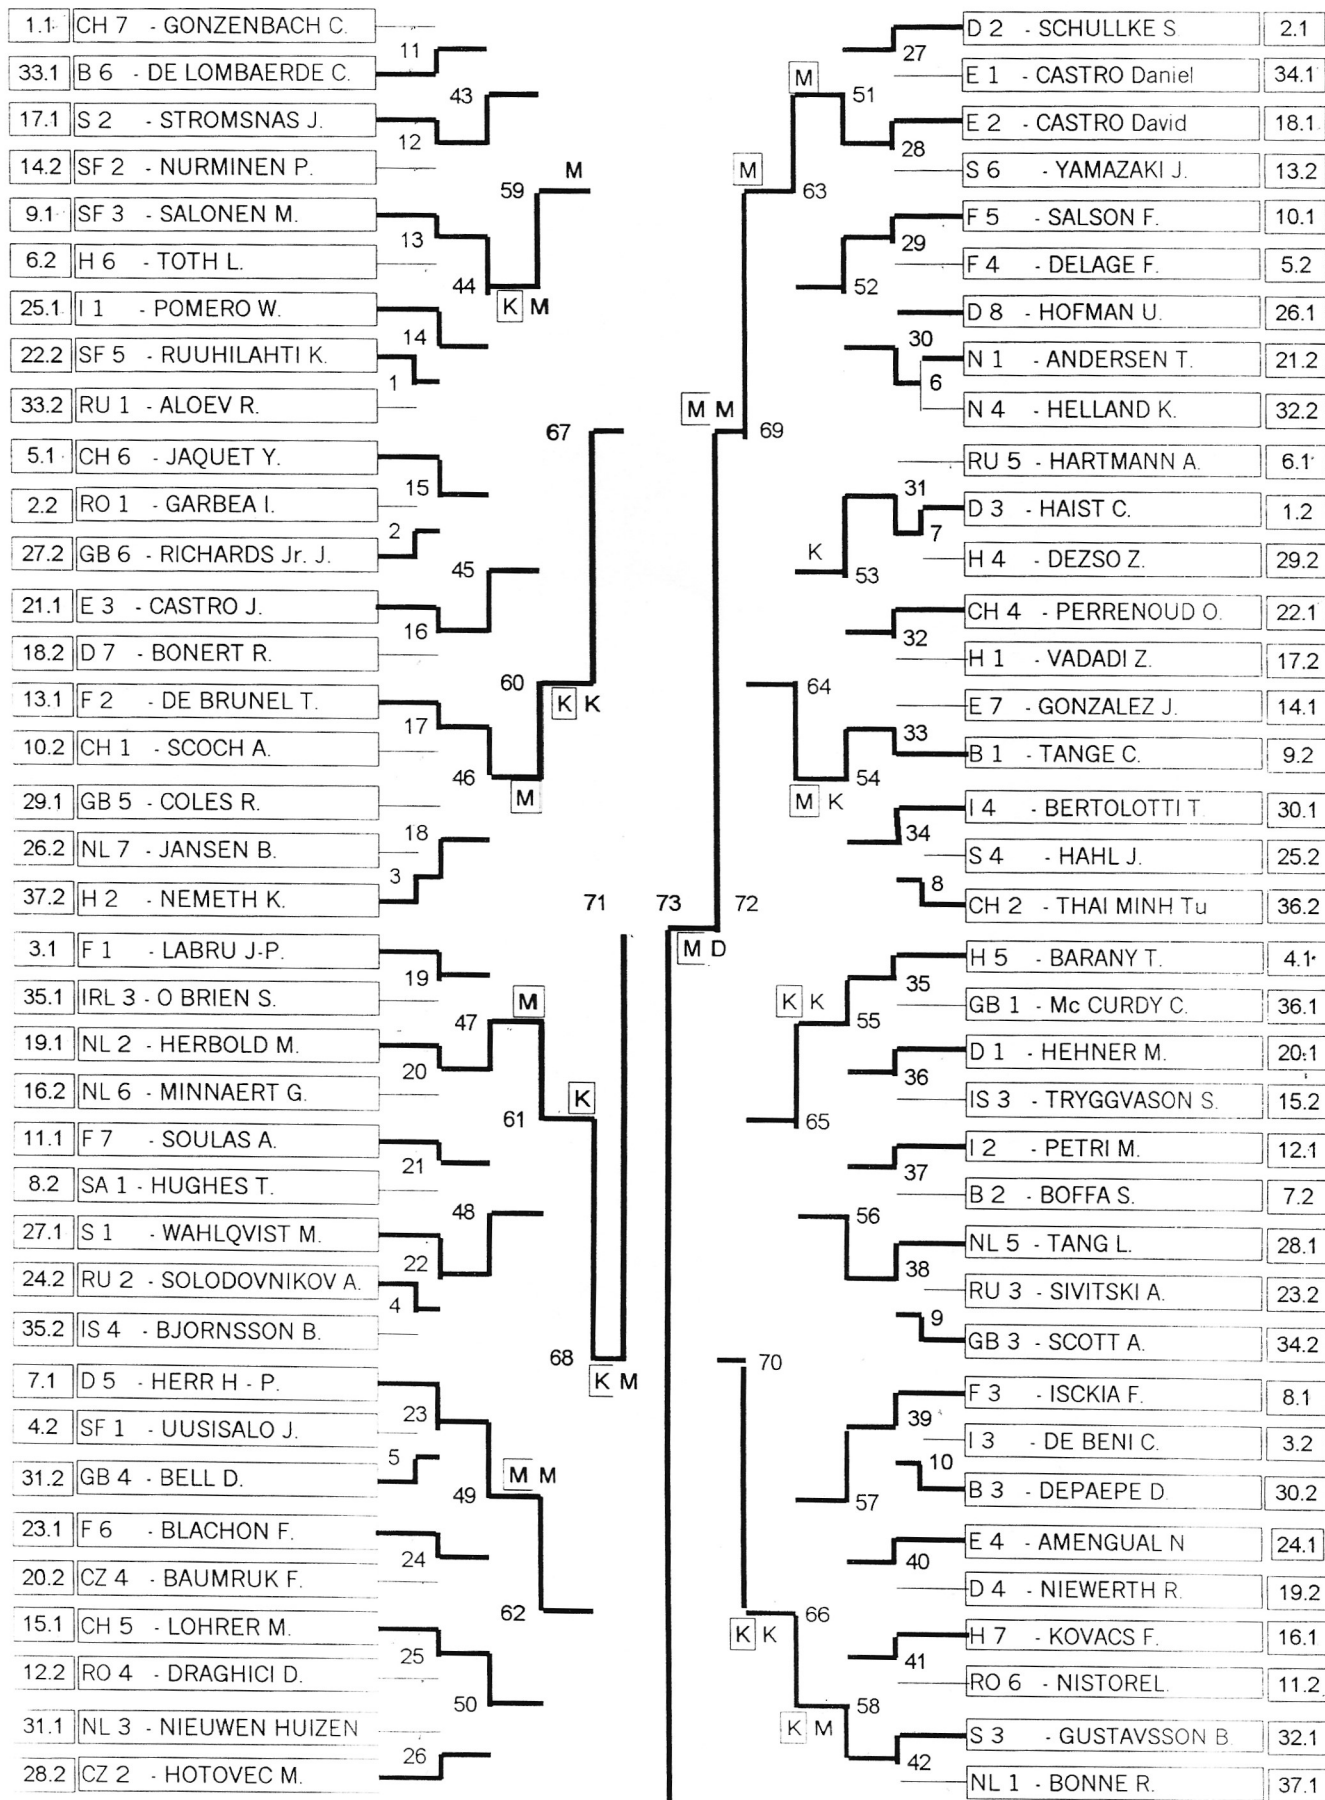 1.1 CH 7 - GONZENBACH C.
11
33.1 B 6 - DE LOMBAERDE C.
43
17.1 S 2 - STROMSNAS J.
12
14.2 SF 2 - NURMINEN P.
59 M
9.1 SF 3 - SALONEN M.
13
6.2 H 6 - TOTH L.
44
K M
25.1 I 1 - POMERO W.
14
22.2 SF 5 - RUUHILAHTI K.
1
33.2 RU 1 - ALOEV R.
67
5.1 CH 6 - JAQUET Y.
15
2.2 RO 1 - GARBEA I.
2
27.2 GB 6 - RICHARDS Jr. J.
45
21.1 E 3 - CASTRO J.
16
18.2 D 7 - BONERT R.
60
K K
13.1 F 2 - DE BRUNEL T.
17
10.2 CH 1 - SCOCH A.
46
M
29.1 GB 5 - COLES R.
18
26.2 NL 7 - JANSEN B.
3
37.2 H 2 - NEMETH K.
71 73 72
M D
3.1 F 1 - LABRU J-P.
19
35.1 IRL 3 - O BRIEN S.
47 M
19.1 NL 2 - HERBOLD M.
20
16.2 NL 6 - MINNAERT G.
61 K
11.1 F 7 - SOULAS A.
21
8.2 SA 1 - HUGHES T.
48
27.1 S 1 - WAHLQVIST M.
22
24.2 RU 2 - SOLODOVNIKOV A.
4
35.2 IS 4 - BJORNSSON B.
68
K M
7.1 D 5 - HERR H - P.
23
4.2 SF 1 - UUSISALO J.
5
31.2 GB 4 - BELL D.
49 M M
23.1 F 6 - BLACHON F.
24
20.2 CZ 4 - BAUMRUK F.
62
15.1 CH 5 - LOHRER M.
25
12.2 RO 4 - DRAGHICI D.
50
31.1 NL 3 - NIEUWEN HUIZEN
26
28.2 CZ 2 - HOTOVEC M.
D 2 - SCHULLKE S. 2.1
27
E 1 - CASTRO Daniel 34.1
M 51
E 2 - CASTRO David 18.1
28
S 6 - YAMAZAKI J. 13.2
M 63
F 5 - SALSON F. 10.1
29
F 4 - DELAGE F. 5.2
52
D 8 - HOFMAN U. 26.1
30
N 1 - ANDERSEN T. 21.2
6
N 4 - HELLAND K. 32.2
M M 69
RU 5 - HARTMANN A. 6.1
31
D 3 - HAIST C. 1.2
7
H 4 - DEZSO Z. 29.2
K 53
CH 4 - PERRENOUD O. 22.1
32
H 1 - VADADI Z. 17.2
64
E 7 - GONZALEZ J. 14.1
33
B 1 - TANGE C. 9.2
54
M K
I 4 - BERTOLOTTI T. 30.1
34
S 4 - HAHL J. 25.2
8
CH 2 - THAI MINH Tu 36.2
H 5 - BARANY T. 4.1
35
GB 1 - Mc CURDY C. 36.1
K K 55
D 1 - HEHNER M. 20.1
36
IS 3 - TRYGGVASON S. 15.2
65
I 2 - PETRI M. 12.1
37
B 2 - BOFFA S. 7.2
56
NL 5 - TANG L. 28.1
38
RU 3 - SIVITSKI A. 23.2
9
GB 3 - SCOTT A. 34.2
70
F 3 - ISCKIA F. 8.1
39
I 3 - DE BENI C. 3.2
10
B 3 - DEPAEPE D. 30.2
57
E 4 - AMENGUAL N 24.1
40
D 4 - NIEWERTH R. 19.2
66
K K
H 7 - KOVACS F. 16.1
41
RO 6 - NISTOREL. 11.2
58
K M
S 3 - GUSTAVSSON B. 32.1
42
NL 1 - BONNE R. 37.1